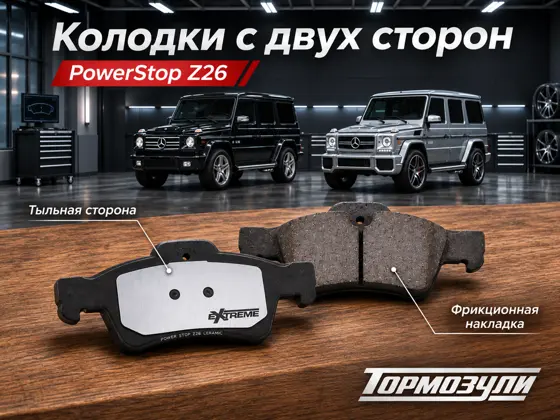 Колодки с двух сторон
PowerStop Z26
Тыльная сторона
EXTREME
POWER STOP Z26 CERAMIC
Фрикционная
накладка
ТОРМОЗУЛИ